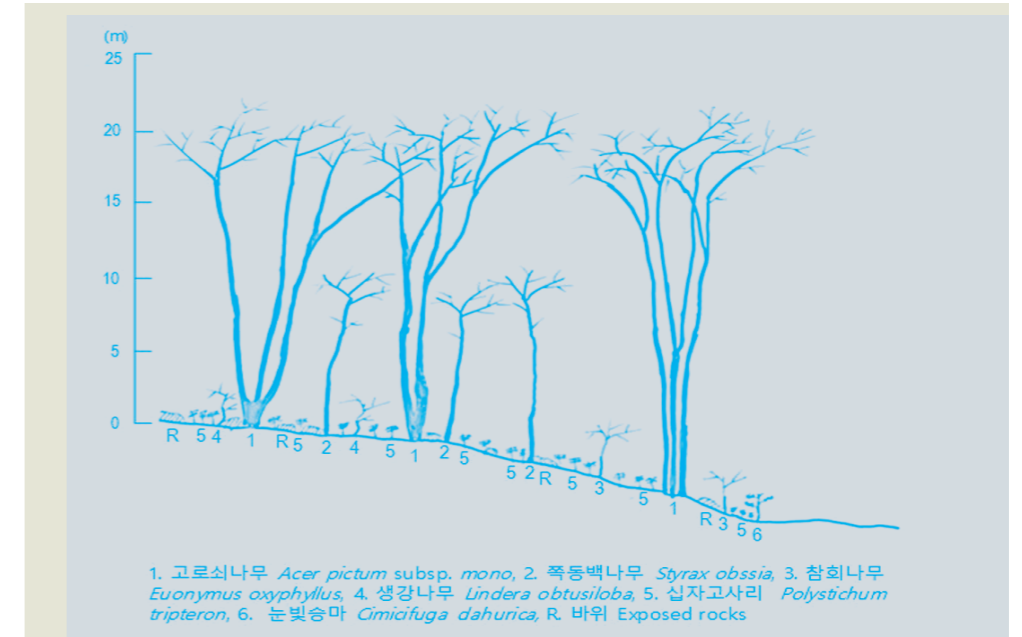 (m)
25
20
15
10
5
0
R 5 4 1 R 5 2 4 5 1 2 5 5 2 R 5 3 5 1 R 3 5 6
1. 고로쇠나무 Acer pictum subsp. mono, 2. 쪽동백나무 Styrax obssia, 3. 참회나무
Euonymus oxyphyllus, 4. 생강나무 Lindera obtusiloba, 5. 십자고사리 Polystichum
tripteron, 6. 눈빛승마 Cimicifuga dahurica, R. 바위 Exposed rocks